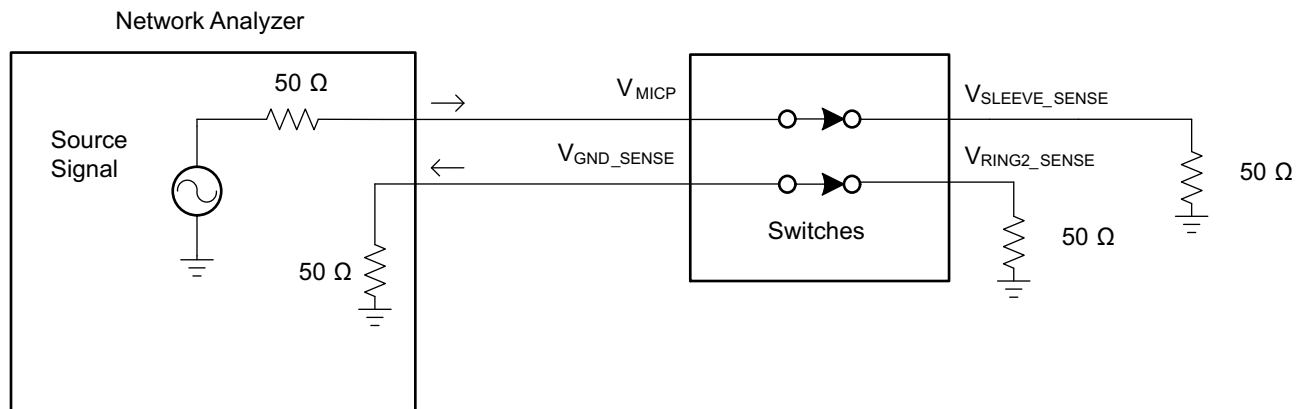 Network Analyzer
50 Ω
Source
Signal
50 Ω
V_MICP
V_GND_SENSE
V_SLEEVE_SENSE
V_RING2_SENSE
Switches
50 Ω
50 Ω